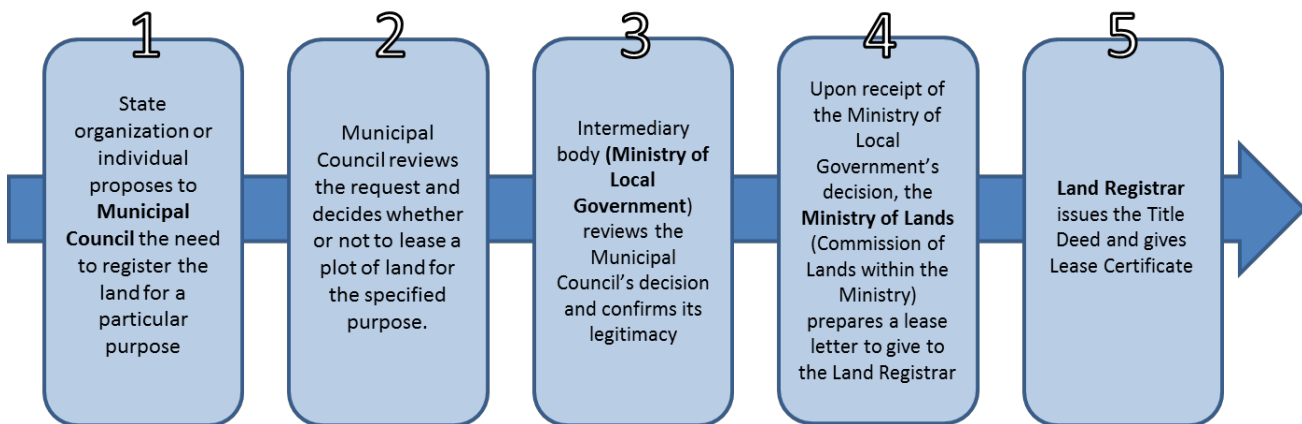 1
State
organization or
individual
proposes to
Municipal
Council the need
to register the
land for a
particular
purpose
2
Municipal
Council reviews
the request and
decides whether
or not to lease a
plot of land for
the specified
purpose.
3
Intermediary
body (Ministry of
Local
Government)
reviews the
Municipal
Council's decision
and confirms its
legitimacy
4
Upon receipt of
the Ministry of
Local
Government's
decision, the
Ministry of Lands
(Commission of
Lands within the
Ministry)
prepares a lease
letter to give to
the Land Registrar
5
Land Registrar
issues the Title
Deed and gives
Lease Certificate